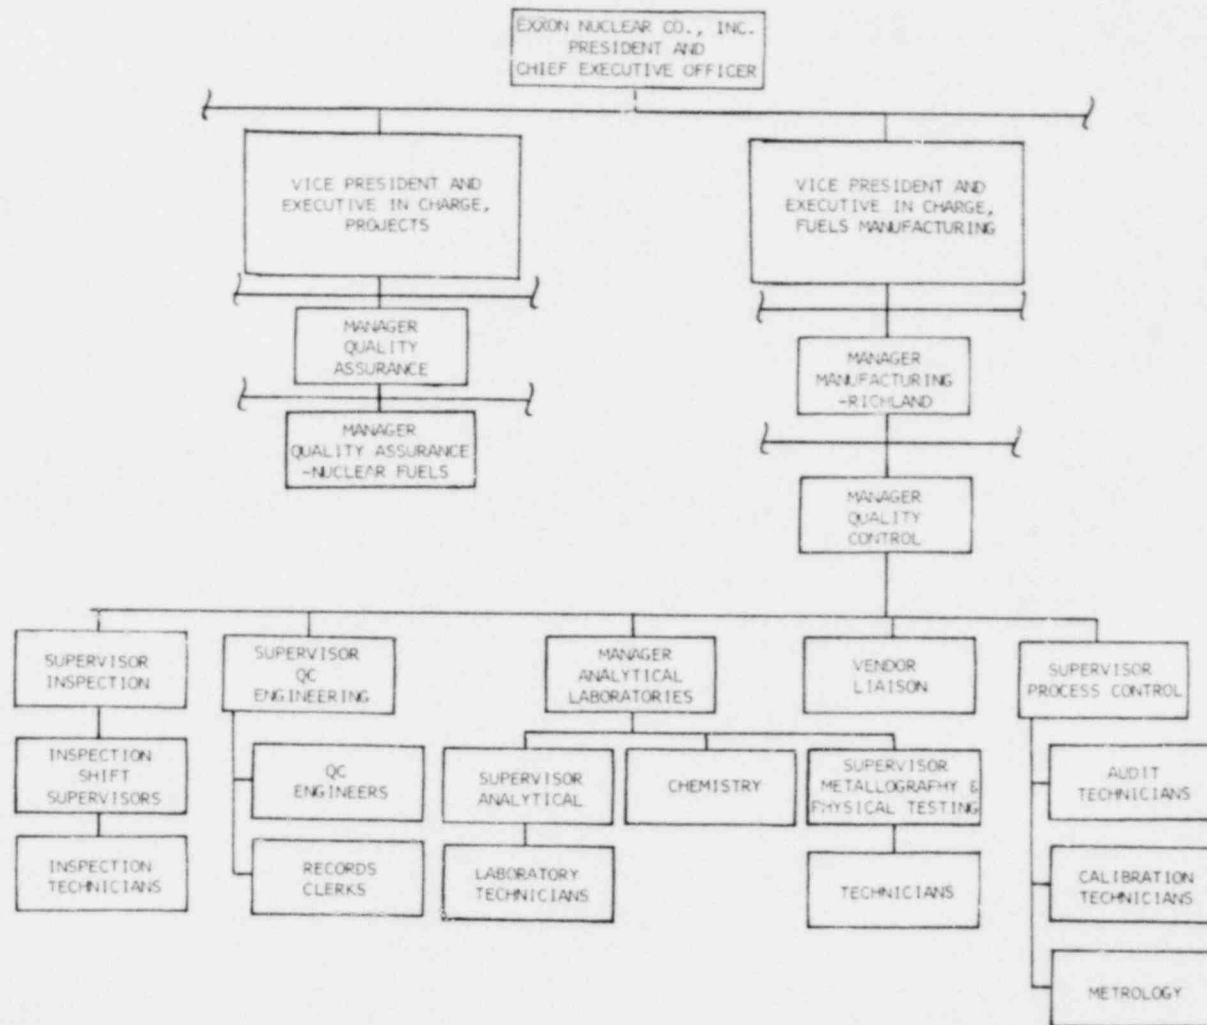 EXXON NUCLEAR CO., INC.
PRESIDENT AND
CHIEF EXECUTIVE OFFICER
VICE PRESIDENT AND
EXECUTIVE IN CHARGE,
PROJECTS
VICE PRESIDENT AND
EXECUTIVE IN CHARGE,
FUELS MANUFACTURING
MANAGER
QUALITY
ASSURANCE
MANAGER
MANUFACTURING
-RICHLAND
MANAGER
QUALITY ASSURANCE
-NUCLEAR FUELS
MANAGER
QUALITY
CONTROL
SUPERVISOR
INSPECTION
SUPERVISOR
QC
ENGINEERING
MANAGER
ANALYTICAL
LABORATORIES
VENDOR
LIAISON
SUPERVISOR
PROCESS CONTROL
INSPECTION
SHIFT
SUPERVISORS
QC
ENGINEERS
SUPERVISOR
ANALYTICAL
CHEMISTRY
SUPERVISOR
METALLOGRAPHY &
PHYSICAL TESTING
AUDIT
TECHNICIANS
INSPECTION
TECHNICIANS
RECORDS
CLERKS
LABORATORY
TECHNICIANS
TECHNICIANS
CALIBRATION
TECHNICIANS
METROLOGY